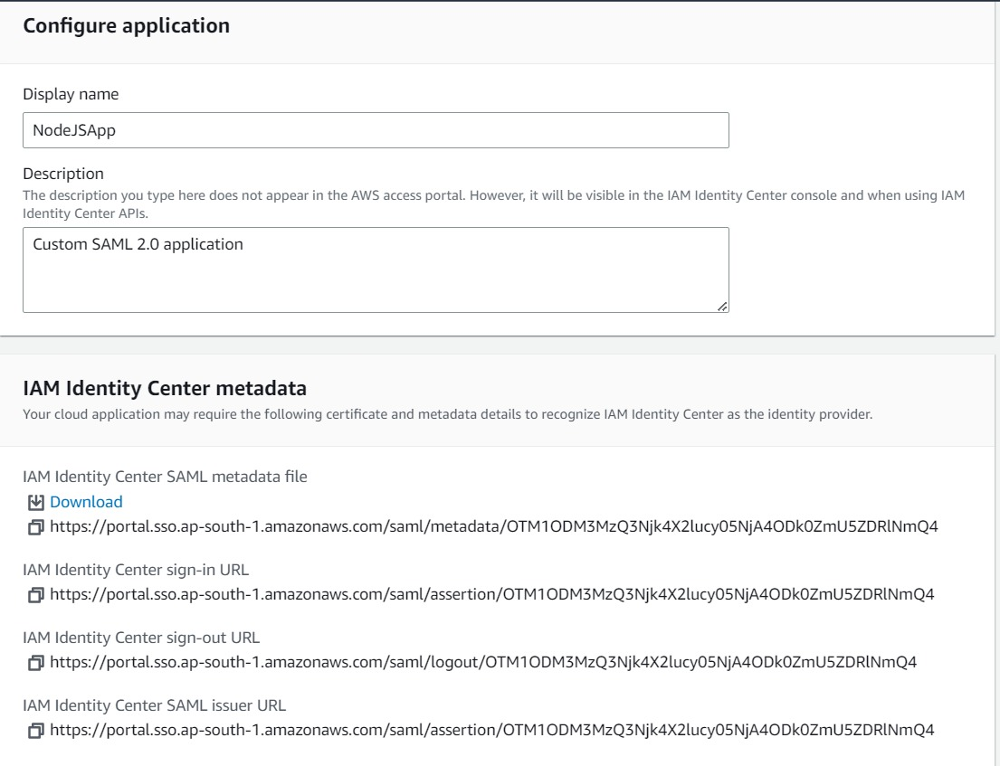 Configure application
Display name
NodeJSApp
Description
The description you type here does not appear in the AWS access portal. However, it will be visible in the IAM Identity Center console and when using IAM
Identity Center APIs.
Custom SAML 2.0 application
IAM Identity Center metadata
Your cloud application may require the following certificate and metadata details to recognize IAM Identity Center as the identity provider.
IAM Identity Center SAML metadata file
Download
https://portal.sso.ap-south-1.amazonaws.com/saml/metadata/OTM1ODM3MzQ3Njk4X2lucy05NjA4ODk0ZmU5ZDRlNmQ4
IAM Identity Center sign-in URL
https://portal.sso.ap-south-1.amazonaws.com/saml/assertion/OTM1ODM3MzQ3Njk4X2lucy05NjA4ODk0ZmU5ZDRlNmQ4
IAM Identity Center sign-out URL
https://portal.sso.ap-south-1.amazonaws.com/saml/logout/OTM1ODM3MzQ3Njk4X2lucy05NjA4ODk0ZmU5ZDRlNmQ4
IAM Identity Center SAML issuer URL
https://portal.sso.ap-south-1.amazonaws.com/saml/assertion/OTM1ODM3MzQ3Njk4X2lucy05NjA4ODk0ZmU5ZDRlNmQ4